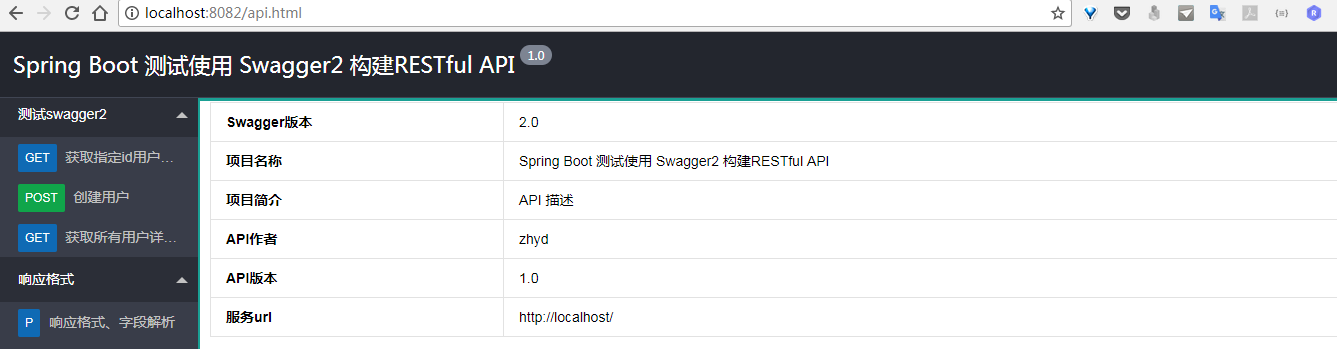 localhost:8082/api.html
Spring Boot 测试使用 Swagger2 构建RESTful API 1.0
测试swagger2
GET 获取指定id用户…
POST 创建用户
GET 获取所有用户详…
响应格式
P 响应格式、字段解析
Swagger版本 2.0
项目名称 Spring Boot 测试使用 Swagger2 构建RESTful API
项目简介 API 描述
API作者 zhyd
API版本 1.0
服务url http://localhost/